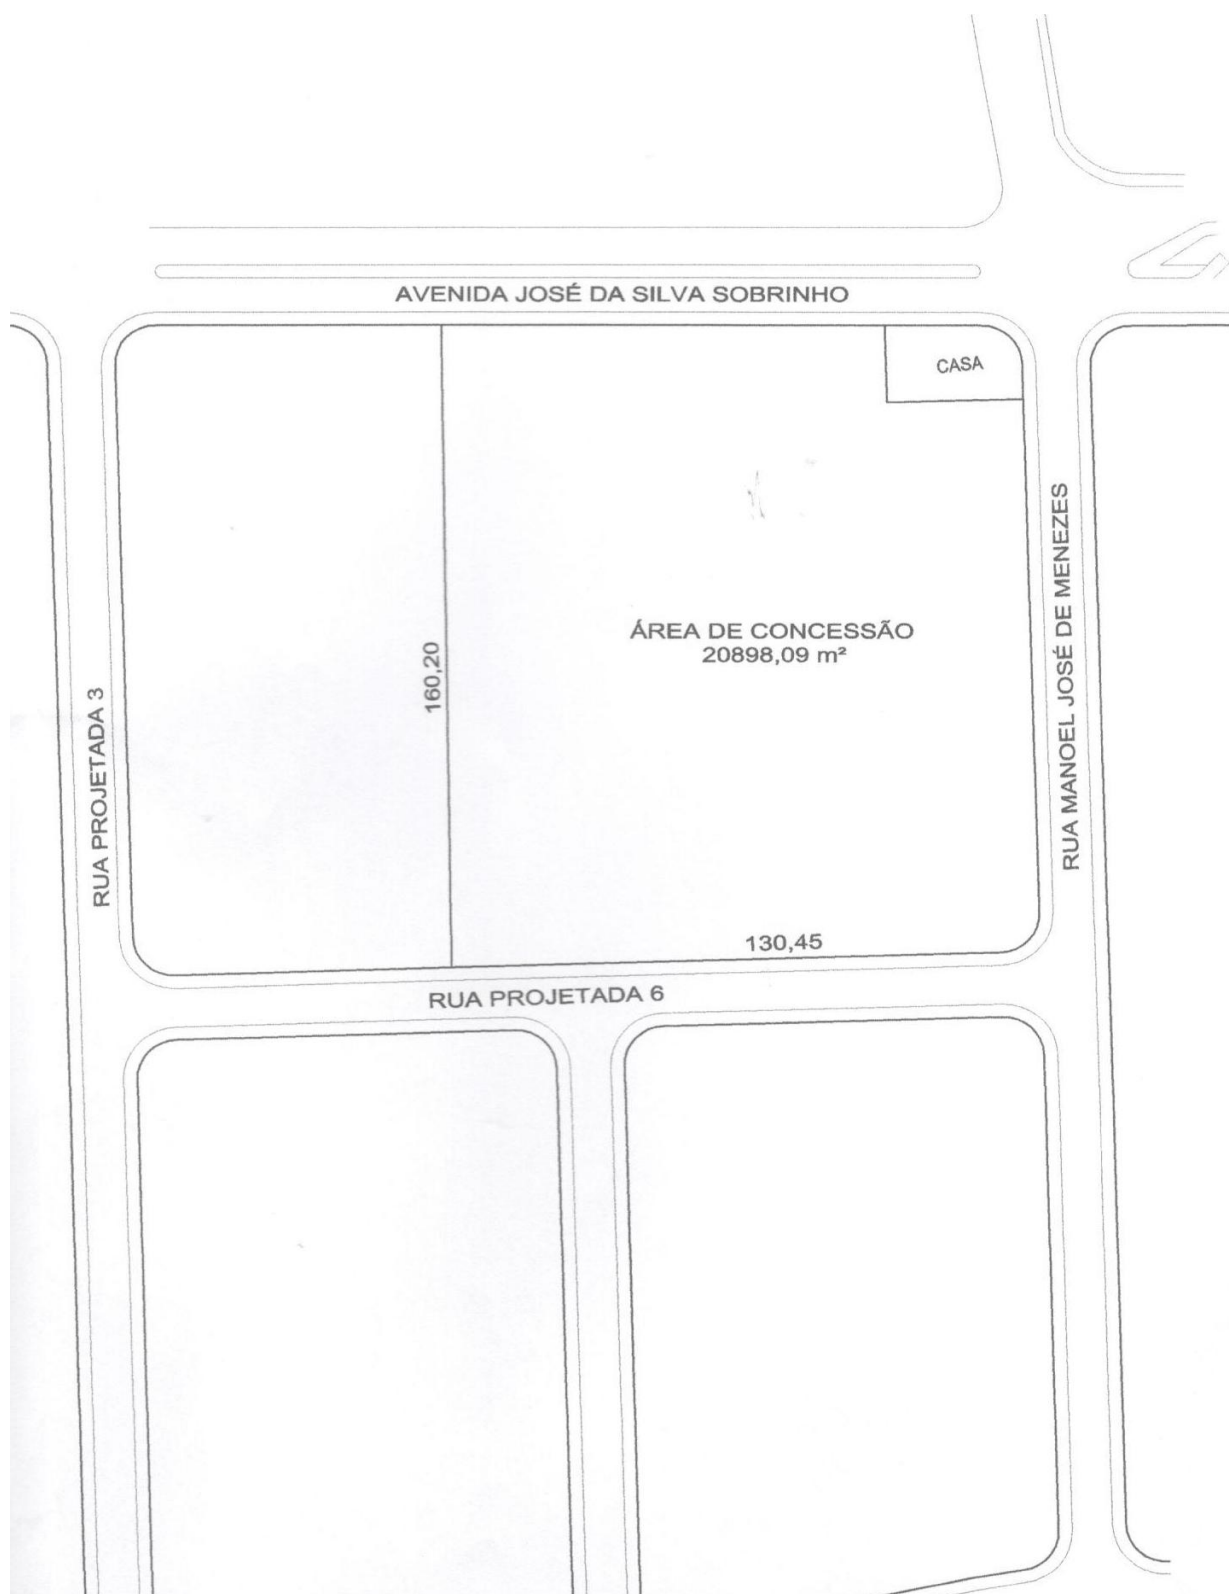 AVENIDA JOSÉ DA SILVA SOBRINHO
CASA
ÁREA DE CONCESSÃO
20898,09 m²
160,20
RUA MANOEL JOSÉ DE MENEZES
RUA PROJETADA 3
130,45
RUA PROJETADA 6